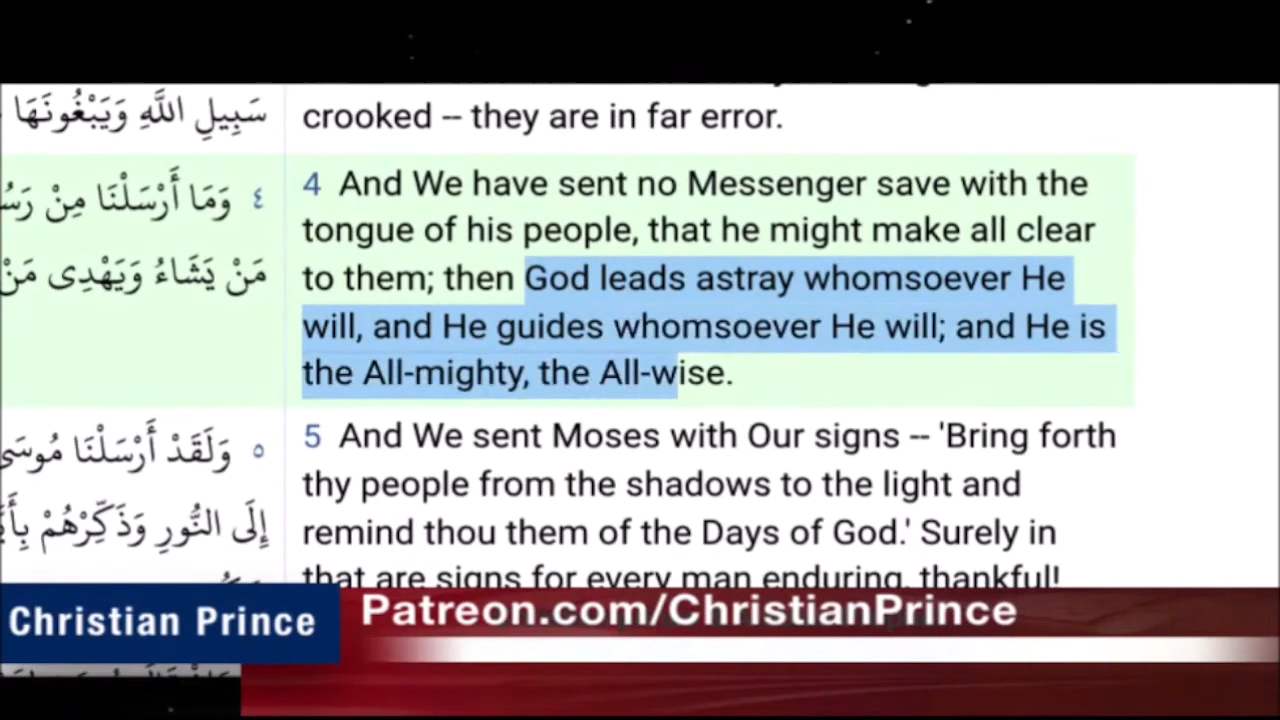 سَبِيلِ اللَّهِ وَيَبْغُونَهَا
crooked -- they are in far error.
٤ وَمَا أَرْسَلْنَا مِنْ
مَنْ يَشَاءُ وَيَهْدِى مَنْ
4 And We have sent no Messenger save with the
tongue of his people, that he might make all clear
to them; then God leads astray whomsoever He
will, and He guides whomsoever He will; and He is
the All-mighty, the All-wise.
٥ وَلَقَدْ أَرْسَلْنَا مُوسَى
إِلَى النُّورِ وَذَكِّرْهُمْ
5 And We sent Moses with Our signs -- 'Bring forth
thy people from the shadows to the light and
remind thou them of the Days of God.' Surely in
that are signs for every man enduring, thankful!
Christian Prince
Patreon.com/ChristianPrince